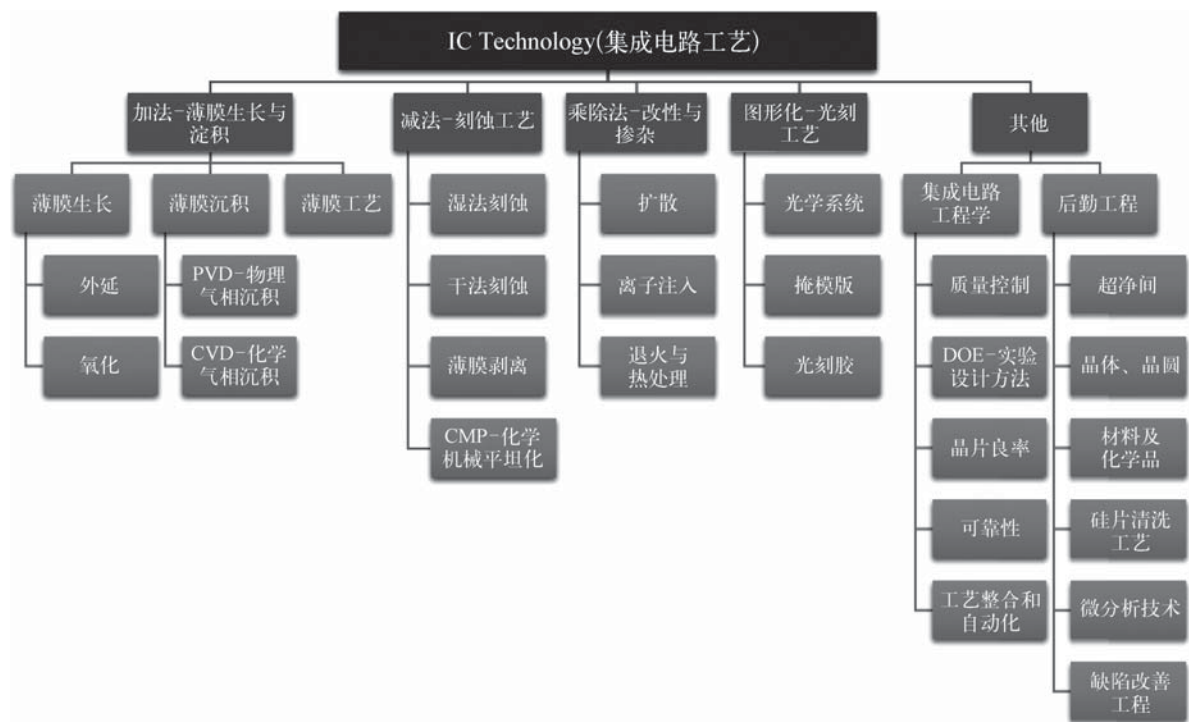 IC Technology(集成电路工艺)
加法-薄膜生长与
淀积
减法-刻蚀工艺
乘除法-改性与
掺杂
图形化-光刻
工艺
其他
薄膜生长
薄膜沉积
薄膜工艺
湿法刻蚀
扩散
光学系统
集成电路
工程学
后勤工程
外延
PVD-物理
气相沉积
干法刻蚀
离子注入
掩模版
质量控制
超净间
氧化
CVD-化学
气相沉积
薄膜剥离
退火与
热处理
光刻胶
DOE-实验
设计方法
晶体、晶圆
CMP-化学
机械平坦化
晶片良率
材料及
化学品
可靠性
硅片清洗
工艺
工艺整合和
自动化
微分析技术
缺陷改善
工程